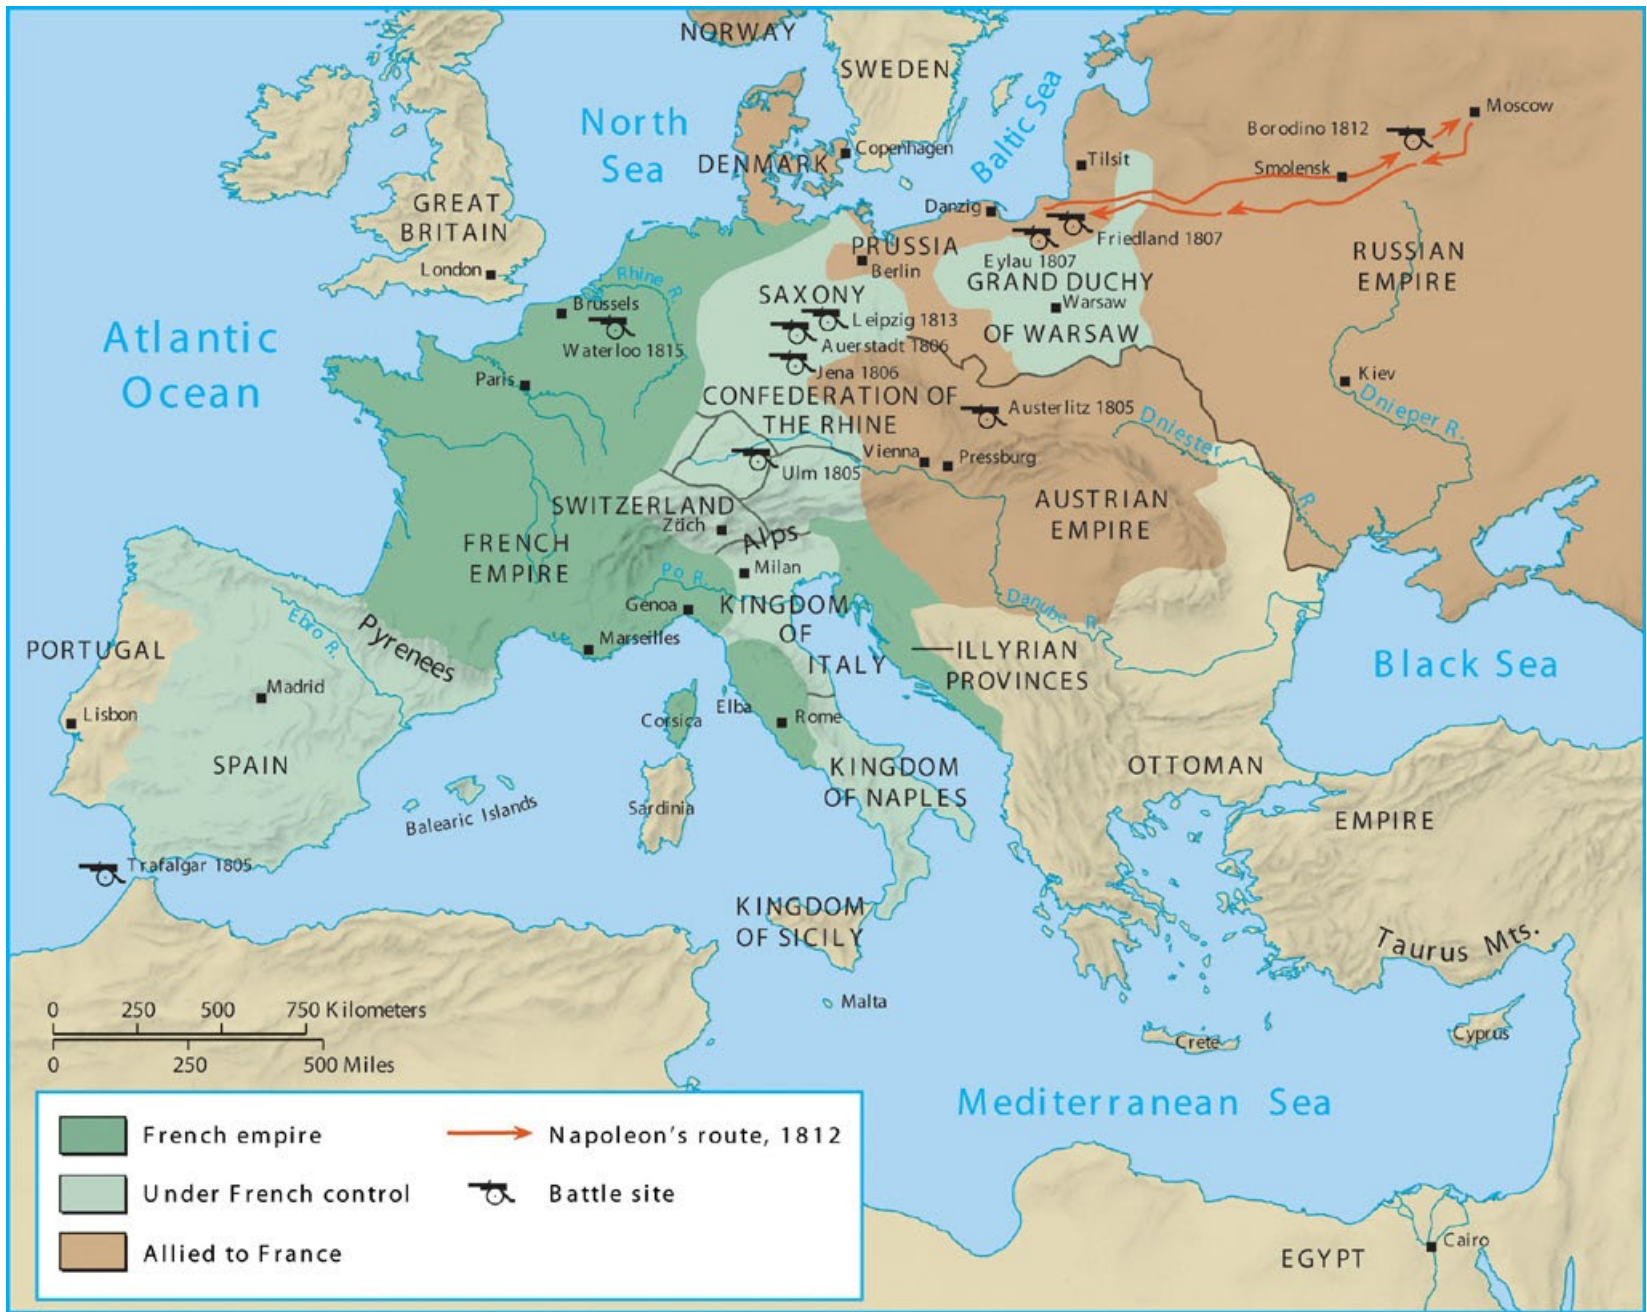 NORWAY
SWEDEN
North
Sea
Baltic Sea
Moscow
Borodino 1812
Copenhagen
DENMARK
Tilsit
Smolensk
GREAT
BRITAIN
Danzig
Friedland 1807
PRUSSIA
Eylau 1807
RUSSIAN
EMPIRE
London
Rhine R.
Berlin
GRAND DUCHY
Warsaw
OF WARSAW
Brussels
SAXONY
Leipzig 1813
Atlantic
Ocean
Waterloo 1815
Auerstadt 1806
Jena 1806
Paris
Kiev
CONFEDERATION OF
THE RHINE
Austerlitz 1805
Dniester
R.
Dnieper R.
Vienna
Pressburg
Ulm 1805
SWITZERLAND
Züich
Alps
AUSTRIAN
EMPIRE
FRENCH
EMPIRE
Po R.
Milan
Genoa
KINGDOM
OF
ITALY
Danube R.
Ebro R.
Pyrenees
Marseilles
PORTUGAL
ILLYRIAN
PROVINCES
Black Sea
Madrid
Lisbon
Corsica
Elba
Rome
SPAIN
KINGDOM
OF NAPLES
OTTOMAN
EMPIRE
Balearic Islands
Sardinia
Trafalgar 1805
KINGDOM
OF SICILY
Taurus Mts.
Malta
Crete
Cyprus
0 250 500 750 Kilometers
0 250 500 Miles
Mediterranean Sea
French empire
Napoleon's route, 1812
Under French control
Battle site
Allied to France
EGYPT
Cairo